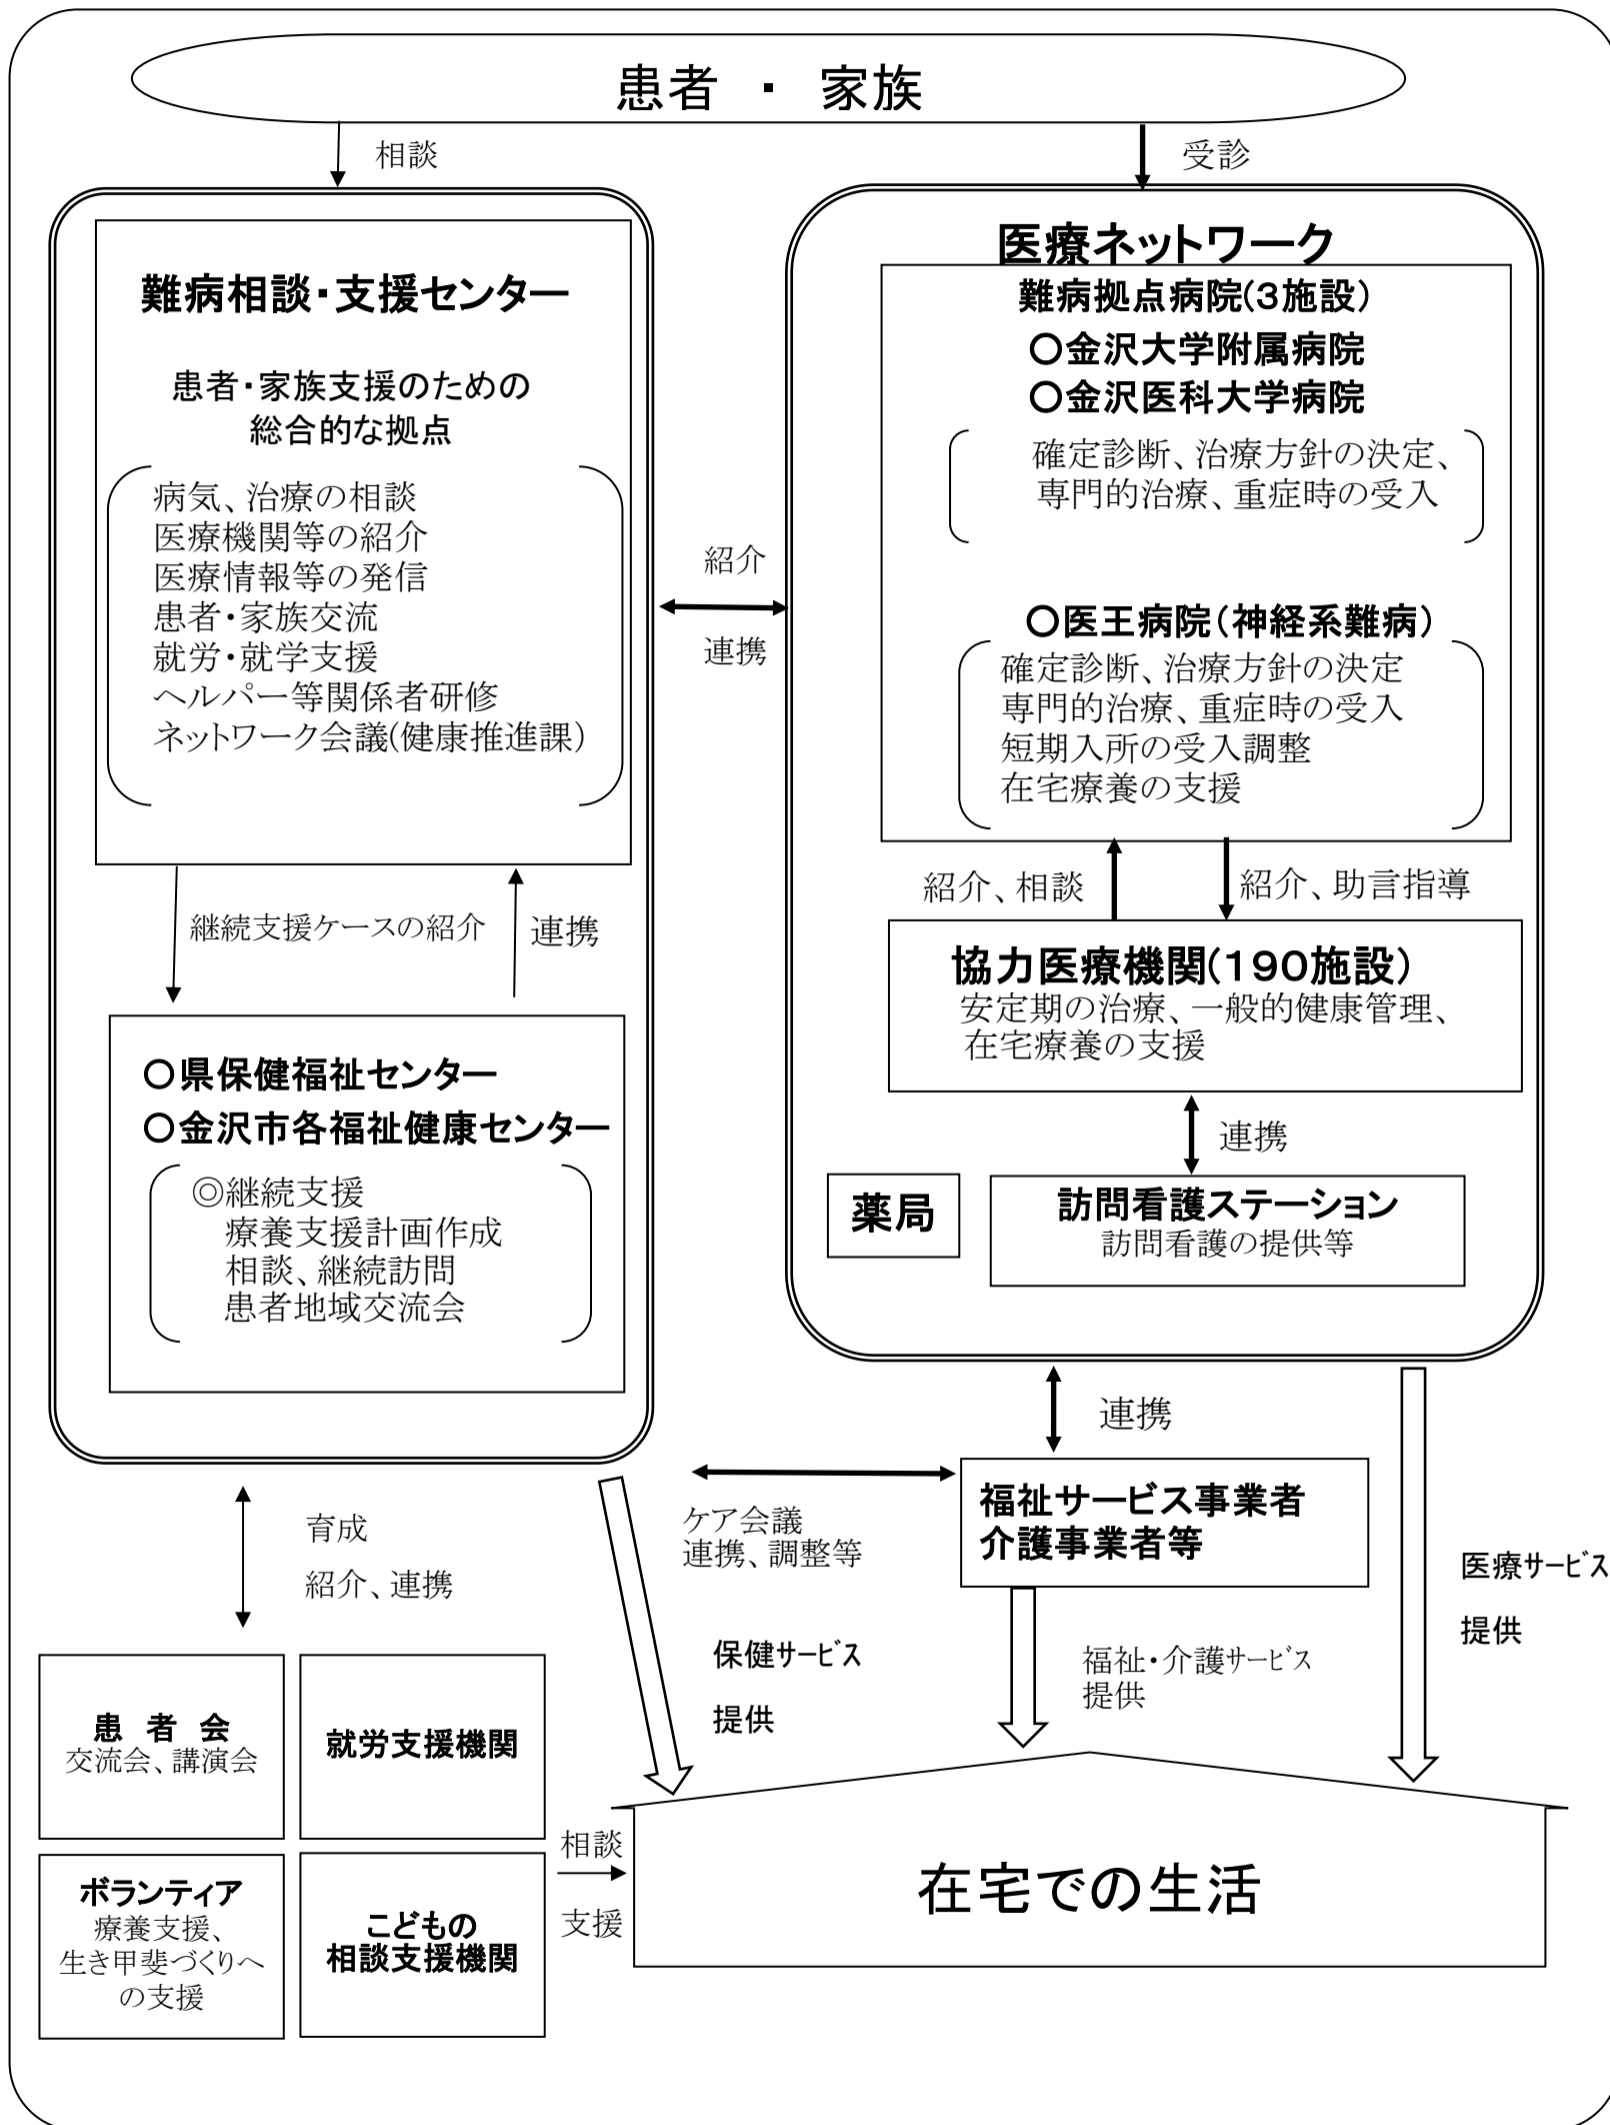 患者 ・ 家族
相談
受診
難病相談・支援センター
患者・家族支援のための
総合的な拠点
病気、治療の相談
医療機関等の紹介
医療情報等の発信
患者・家族交流
就労・就学支援
ヘルパー等関係者研修
ネットワーク会議(健康推進課)
継続支援ケースの紹介
連携
○県保健福祉センター
○金沢市各福祉健康センター
◎継続支援
療養支援計画作成
相談、継続訪問
患者地域交流会
紹介
連携
医療ネットワーク
難病拠点病院(3施設)
○金沢大学附属病院
○金沢医科大学病院
確定診断、治療方針の決定、
専門的治療、重症時の受入
○医王病院(神経系難病)
確定診断、治療方針の決定
専門的治療、重症時の受入
短期入所の受入調整
在宅療養の支援
紹介、相談
紹介、助言指導
協力医療機関(190施設)
安定期の治療、一般的健康管理、
在宅療養の支援
連携
薬局
訪問看護ステーション
訪問看護の提供等
連携
福祉サービス事業者
介護事業者等
ケア会議
連携、調整等
育成
紹介、連携
保健サービス
提供
福祉・介護サービス
提供
医療サービス
提供
患 者 会
交流会、講演会
就労支援機関
ボランティア
療養支援、
生き甲斐づくりへ
の支援
こどもの
相談支援機関
相談
支援
在宅での生活